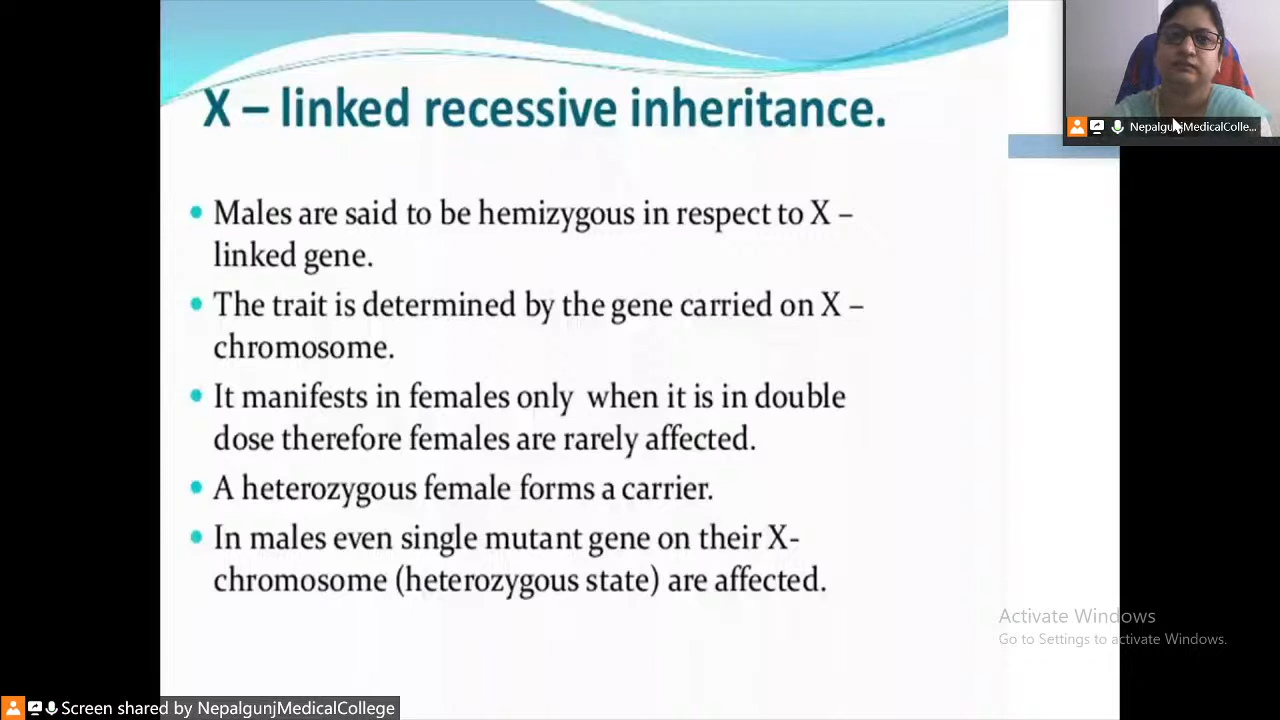 X – linked recessive inheritance.
NepalgunjMedicalColle...
• Males are said to be hemizygous in respect to X –
linked gene.
• The trait is determined by the gene carried on X –
chromosome.
• It manifests in females only when it is in double
dose therefore females are rarely affected.
• A heterozygous female forms a carrier.
• In males even single mutant gene on their X-
chromosome (heterozygous state) are affected.
Activate Windows
Go to Settings to activate Windows.
Screen shared by NepalgunjMedicalCollege